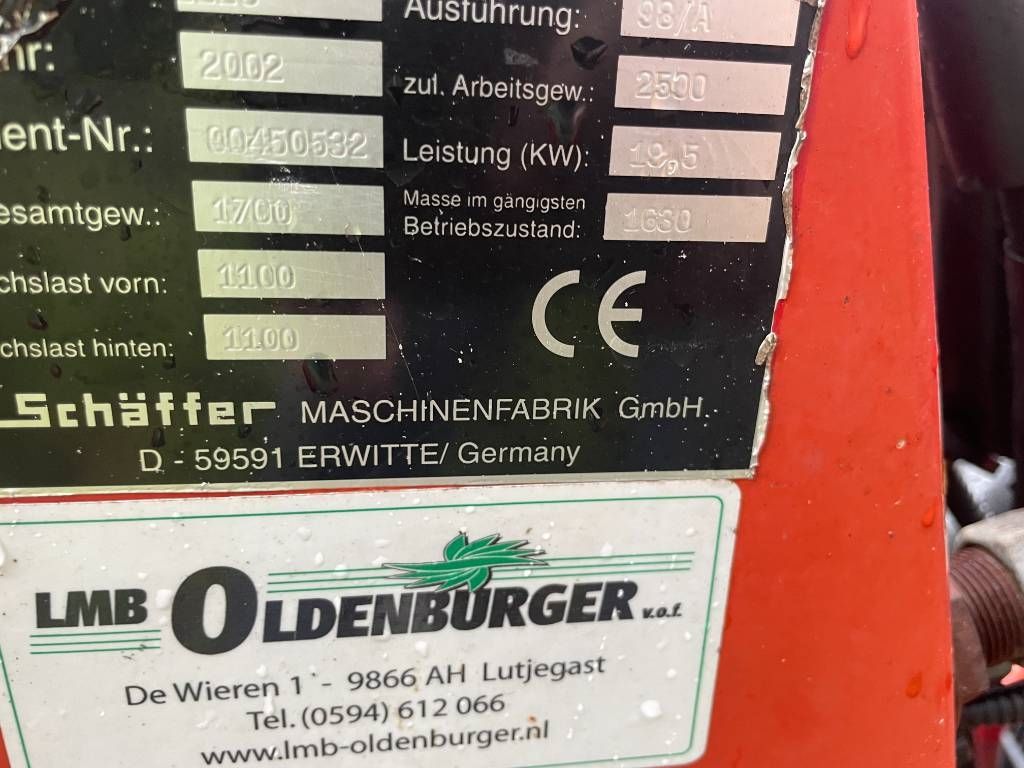 Ausführung: 98/A
hr: 2002
zul. Arbeitsgew.: 2500
ent-Nr.: 00450532
Leistung (KW): 19,5
esamtgew.: 1700
Masse im gängigsten
Betriebszustand: 1630
chslast vorn: 1100
CE
chslast hinten: 1100
Schäffer MASCHINENFABRIK GmbH.
D - 59591 ERWITTE/ Germany
LMB OLDENBURGER v.o.f.
De Wieren 1 - 9866 AH Lutjegast
Tel. (0594) 612 066
www.lmb-oldenburger.nl